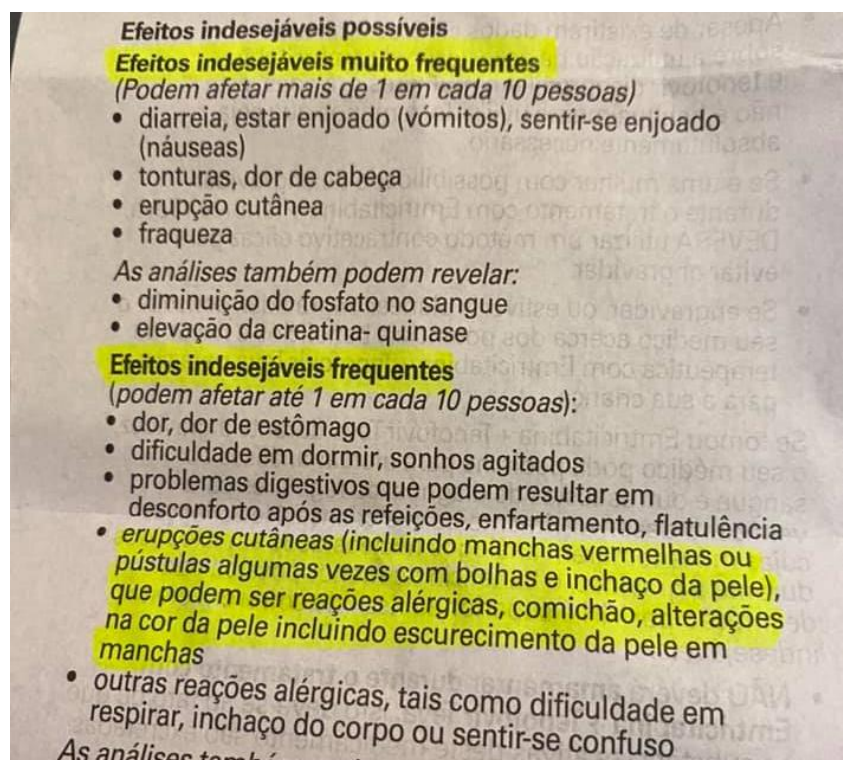 Efeitos indesejáveis possíveis
Efeitos indesejáveis muito frequentes
(Podem afetar mais de 1 em cada 10 pessoas)
• diarreia, estar enjoado (vómitos), sentir-se enjoado
(náuseas)
• tonturas, dor de cabeça
• erupção cutânea
• fraqueza
As análises também podem revelar:
• diminuição do fosfato no sangue
• elevação da creatina- quinase
Efeitos indesejáveis frequentes
(podem afetar até 1 em cada 10 pessoas):
• dor, dor de estômago
• dificuldade em dormir, sonhos agitados
• problemas digestivos que podem resultar em
desconforto após as refeições, enfartamento, flatulência
• erupções cutâneas (incluindo manchas vermelhas ou
pústulas algumas vezes com bolhas e inchaço da pele),
que podem ser reações alérgicas, comichão, alterações
na cor da pele incluindo escurecimento da pele em
manchas
• outras reações alérgicas, tais como dificuldade em
respirar, inchaço do corpo ou sentir-se confuso
As análises